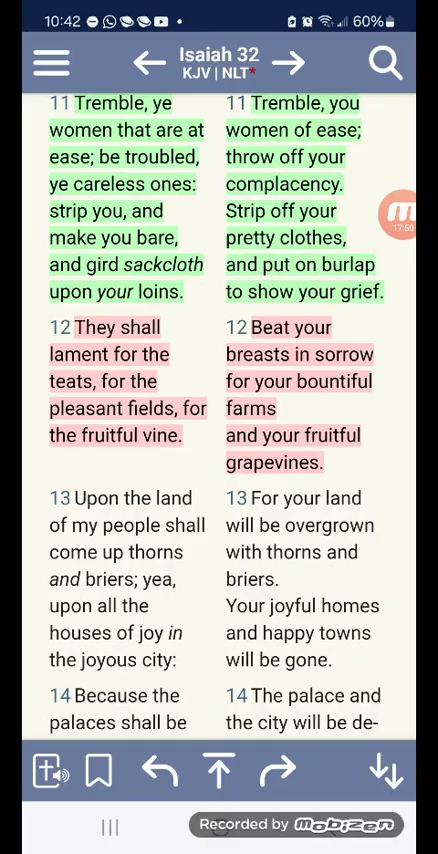 10:42 60%
Isaiah 32
KJV | NLT*
17:50
11 Tremble, ye
women that are at
ease; be troubled,
ye careless ones:
strip you, and
make you bare,
and gird sackcloth
upon your loins.
12 They shall
lament for the
teats, for the
pleasant fields, for
the fruitful vine.
13 Upon the land
of my people shall
come up thorns
and briers; yea,
upon all the
houses of joy in
the joyous city:
14 Because the
palaces shall be
11 Tremble, you
women of ease;
throw off your
complacency.
Strip off your
pretty clothes,
and put on burlap
to show your grief.
12 Beat your
breasts in sorrow
for your bountiful
farms
and your fruitful
grapevines.
13 For your land
will be overgrown
with thorns and
briers.
Your joyful homes
and happy towns
will be gone.
14 The palace and
the city will be de-
Recorded by mobizen